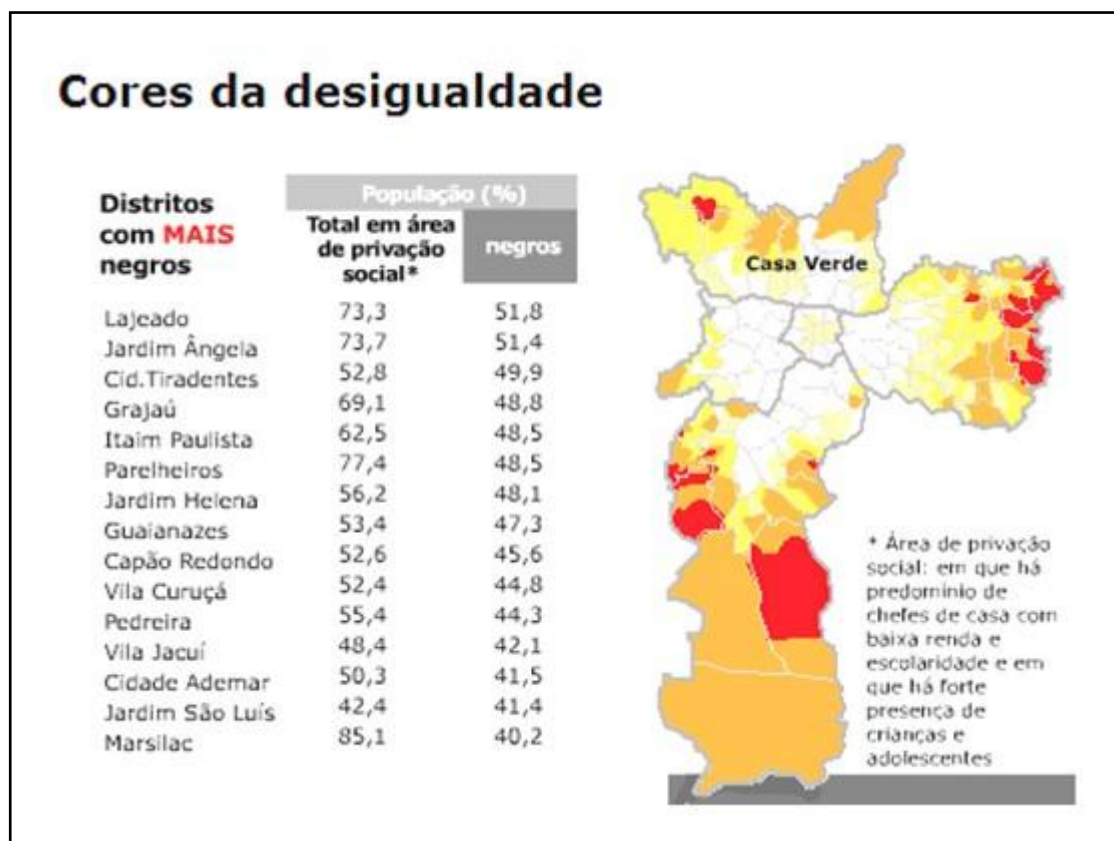 Cores da desigualdade
Distritos
com MAIS
negros
População (%)
Total em área
de privação
social*
negros
Lajeado 73,3 51,8
Jardim Ângela 73,7 51,4
Cid.Tiradentes 52,8 49,9
Grajaú 69,1 48,8
Itaim Paulista 62,5 48,5
Parelheiros 77,4 48,5
Jardim Helena 56,2 48,1
Guaianazes 53,4 47,3
Capão Redondo 52,6 45,6
Vila Curuçá 52,4 44,8
Pedreira 55,4 44,3
Vila Jacuí 48,4 42,1
Cidade Ademar 50,3 41,5
Jardim São Luís 42,4 41,4
Marsilac 85,1 40,2
Casa Verde
* Área de privação
social: em que há
predomínio de
chefes de casa com
baixa renda e
escolaridade e em
que há forte
presença de
crianças e
adolescentes